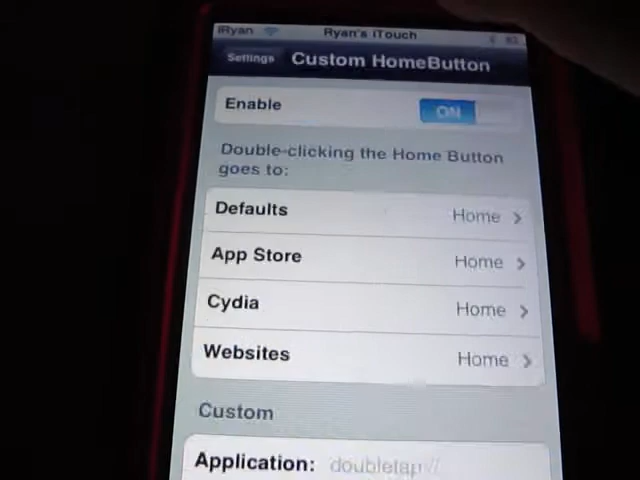 iRyan Ryan's iTouch
Settings Custom HomeButton
Enable ON
Double-clicking the Home Button
goes to:
Defaults Home
App Store Home
Cydia Home
Websites Home
Custom
Application: doubletap://